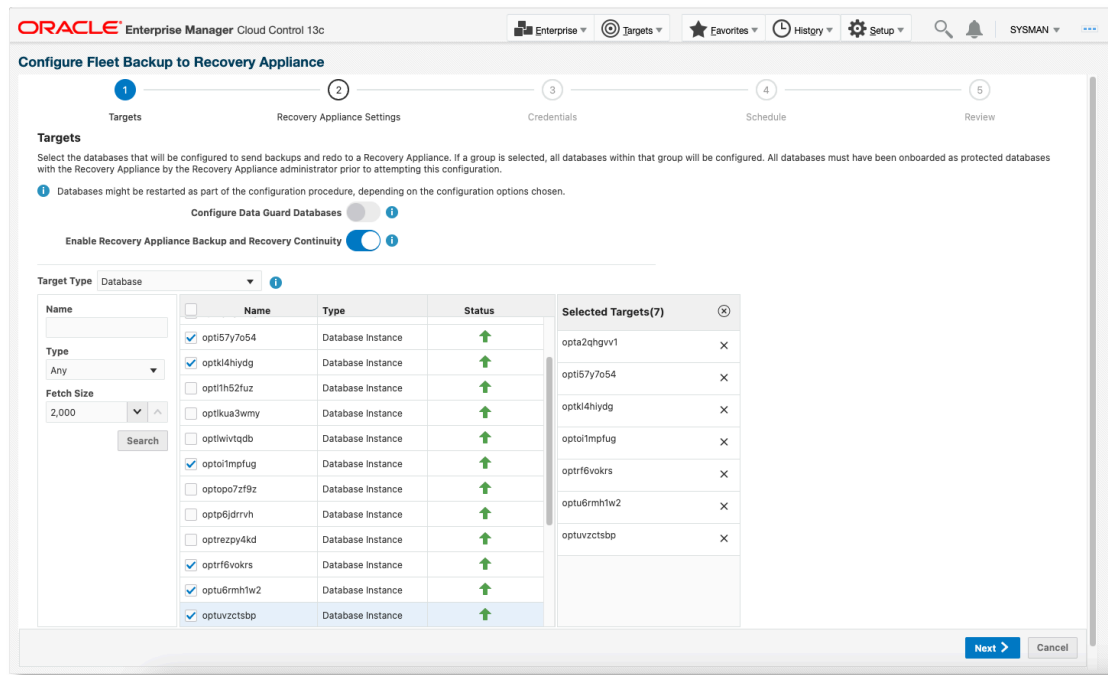 ORACLE Enterprise Manager Cloud Control 13c
Enterprise
Targets
Favorites
History
Setup
SYSMAN
Configure Fleet Backup to Recovery Appliance
1
2
3
4
5
Targets
Recovery Appliance Settings
Credentials
Schedule
Review
Targets
Select the databases that will be configured to send backups and redo to a Recovery Appliance. If a group is selected, all databases within that group will be configured. All databases must have been onboarded as protected databases
with the Recovery Appliance by the Recovery Appliance administrator prior to attempting this configuration.
Databases might be restarted as part of the configuration procedure, depending on the configuration options chosen.
Configure Data Guard Databases
Enable Recovery Appliance Backup and Recovery Continuity
Target Type Database
Name
Type
Any
Fetch Size
2,000
Search
Name Type Status
opti57y7o54 Database Instance
optkl4hiydg Database Instance
optl1h52fuz Database Instance
optlkua3wmy Database Instance
optlwivtqdb Database Instance
optoi1mpfug Database Instance
optopo7zf9z Database Instance
optp6jdrrvh Database Instance
optrezpy4kd Database Instance
optrf6vokrs Database Instance
optu6rmh1w2 Database Instance
optuvzctsbp Database Instance
Selected Targets(7)
opta2qhgvv1
opti57y7o54
optkl4hiydg
optoi1mpfug
optrf6vokrs
optu6rmh1w2
optuvzctsbp
Next
Cancel